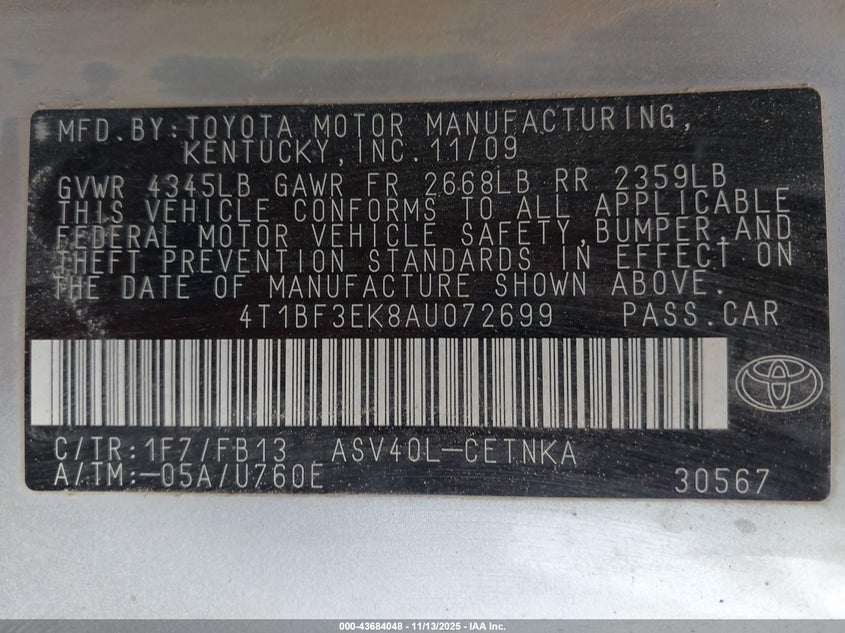 MFD.BY:TOYOTA MOTOR MANUFACTURING,
KENTUCKY,INC.11/09
GVWR 4345LB GAWR FR 2668LB RR 2359LB
THIS VEHICLE CONFORMS TO ALL APPLICABLE
FEDERAL MOTOR VEHICLE SAFETY,BUMPER,AND
THEFT PREVENTION STANDARDS IN EFFECT ON
THE DATE OF MANUFACTURE SHOWN ABOVE.
4T1BF3EK8AU072699 PASS.CAR
C/TR:1F7/FB13 ASV40L-CETNKA
A/TM:-05A/U760E 30567
000-43684048 - 11/13/2025 - IAA Inc.